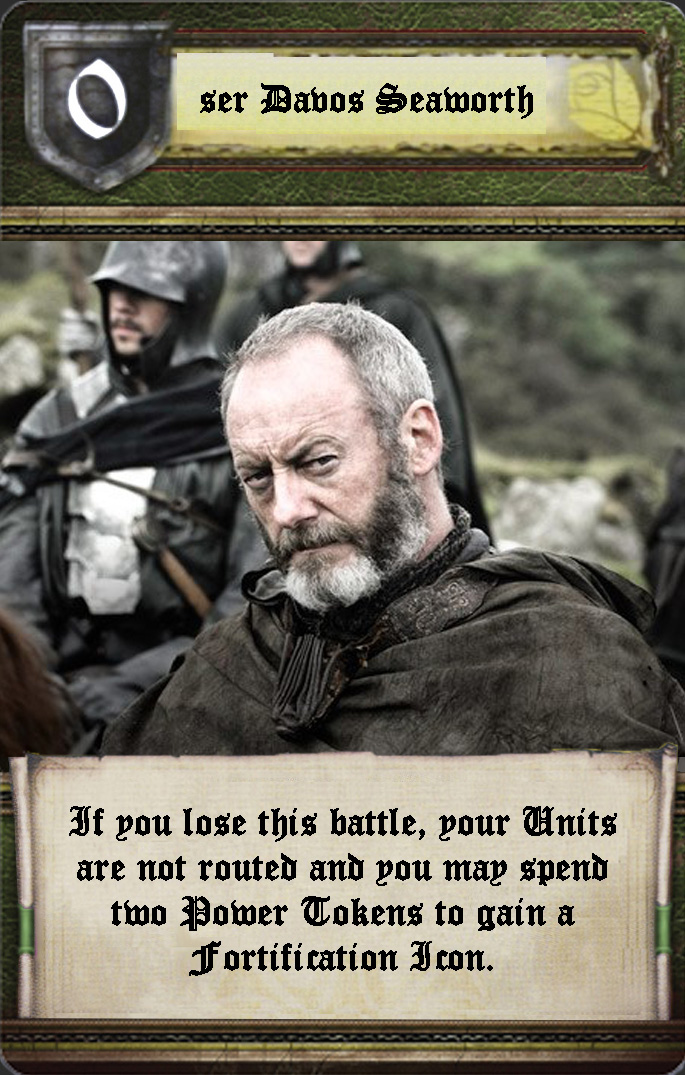 0
ser Davos Seaworth
If you lose this battle, your Units
are not routed and you may spend
two Power Tokens to gain a
Fortification Icon.